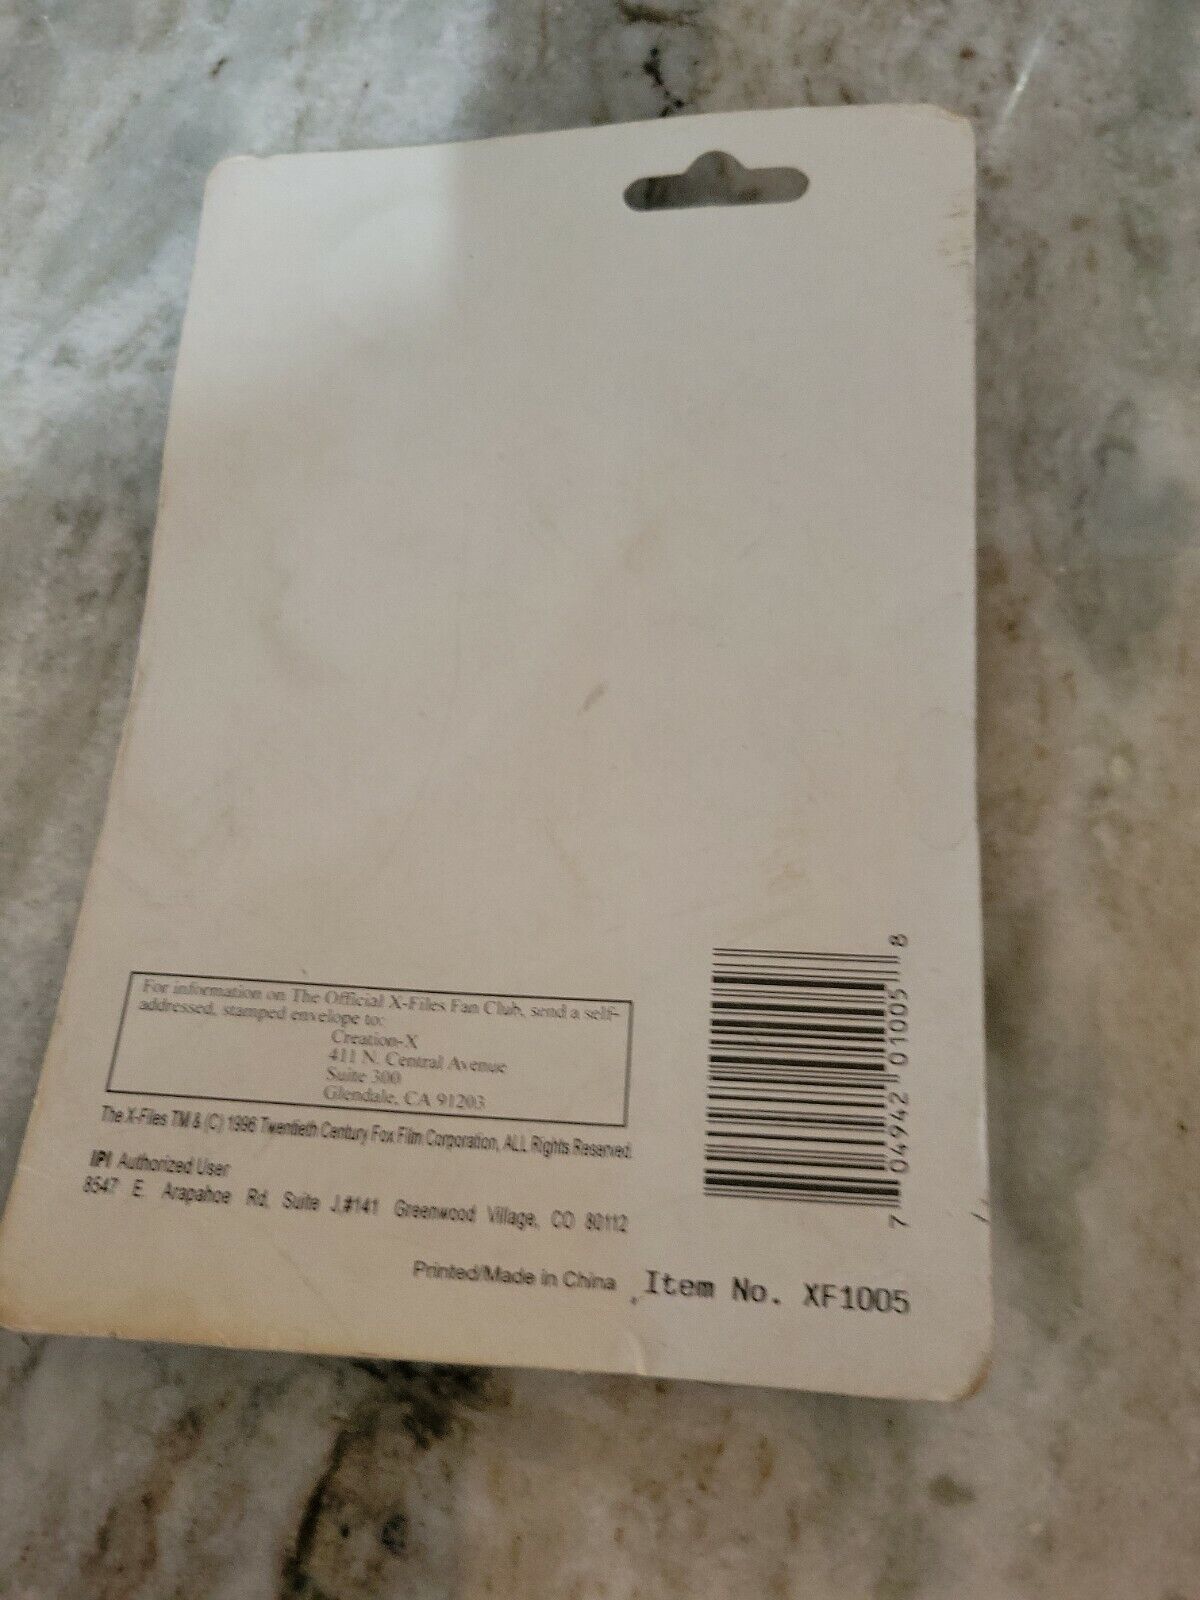 For information on The Official X-Files Fan Club, send a self-
addressed, stamped envelope to:
Creation-X
411 N. Central Avenue
Suite 300
Glendale, CA 91203
The X-Files TM & (C) 1996 Twentieth Century Fox Film Corporation, ALL Rights Reserved.
IPI Authorized User
8547 E. Arapahoe Rd, Suite J,#141 Greenwood Village, CO 80112
Printed/Made in China
Item No. XF1005
7 04942 01005 8